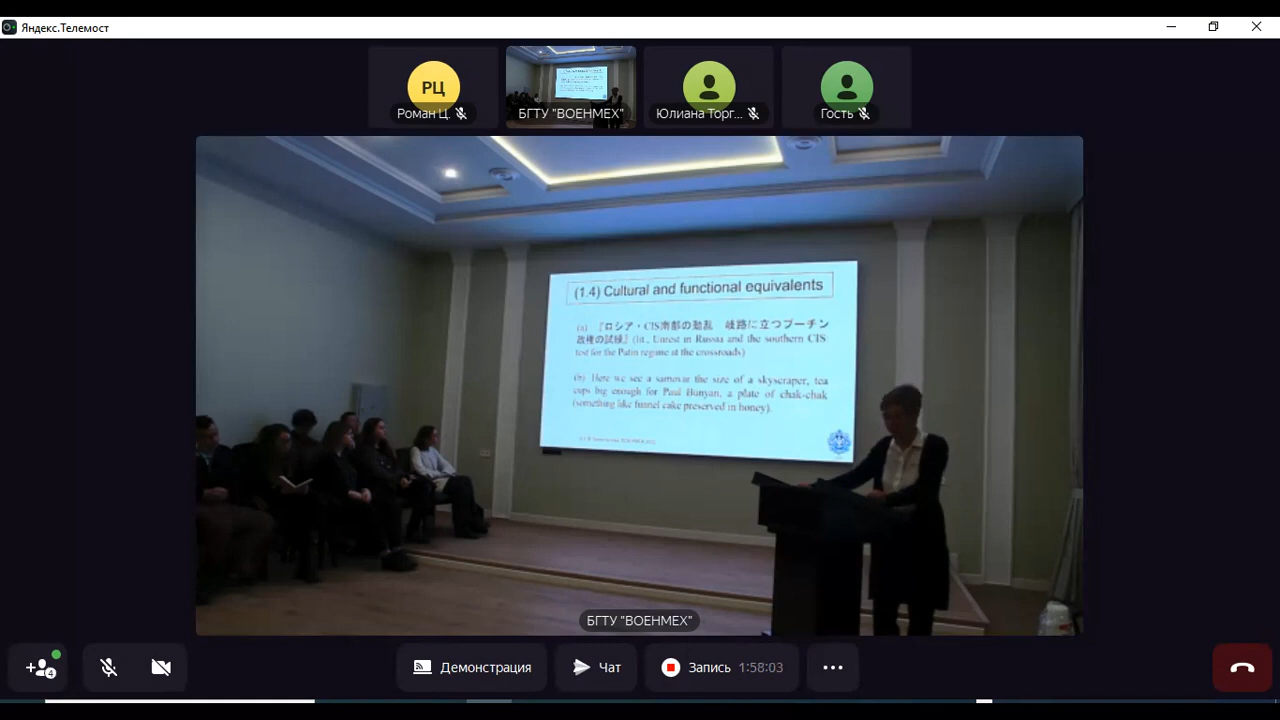 Яндекс.Телемост
РЦ
Роман Ц.
БГТУ "ВОЕНМЕХ"
Юлиана Торг...
Гость
(1.4) Cultural and functional equivalents
(a) 『ロシア・CIS南部の動乱 岐路に立つプーチン
政権の試練』(lit., Unrest in Russia and the southern CIS:
test for the Putin regime at the crossroads)
(b) Here we see a samovar the size of a skyscraper, tea
cups big enough for Paul Bunyan, a plate of chak-chak
(something like funnel cake preserved in honey).
БГТУ "ВОЕНМЕХ"
4
Демонстрация
Чат
Запись 1:58:03